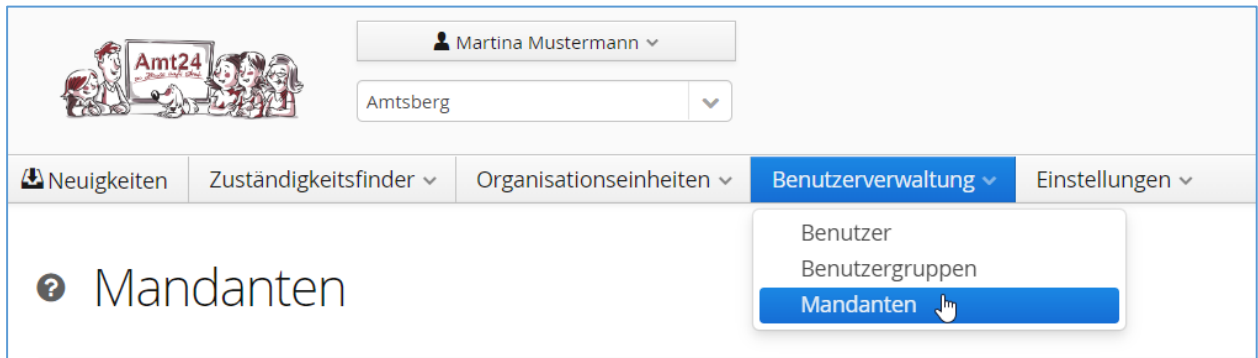 Amt24
Martina Mustermann
Amtsberg
Neuigkeiten Zuständigkeitsfinder Organisationseinheiten Benutzerverwaltung Einstellungen
Benutzer
Benutzergruppen
Mandanten
? Mandanten